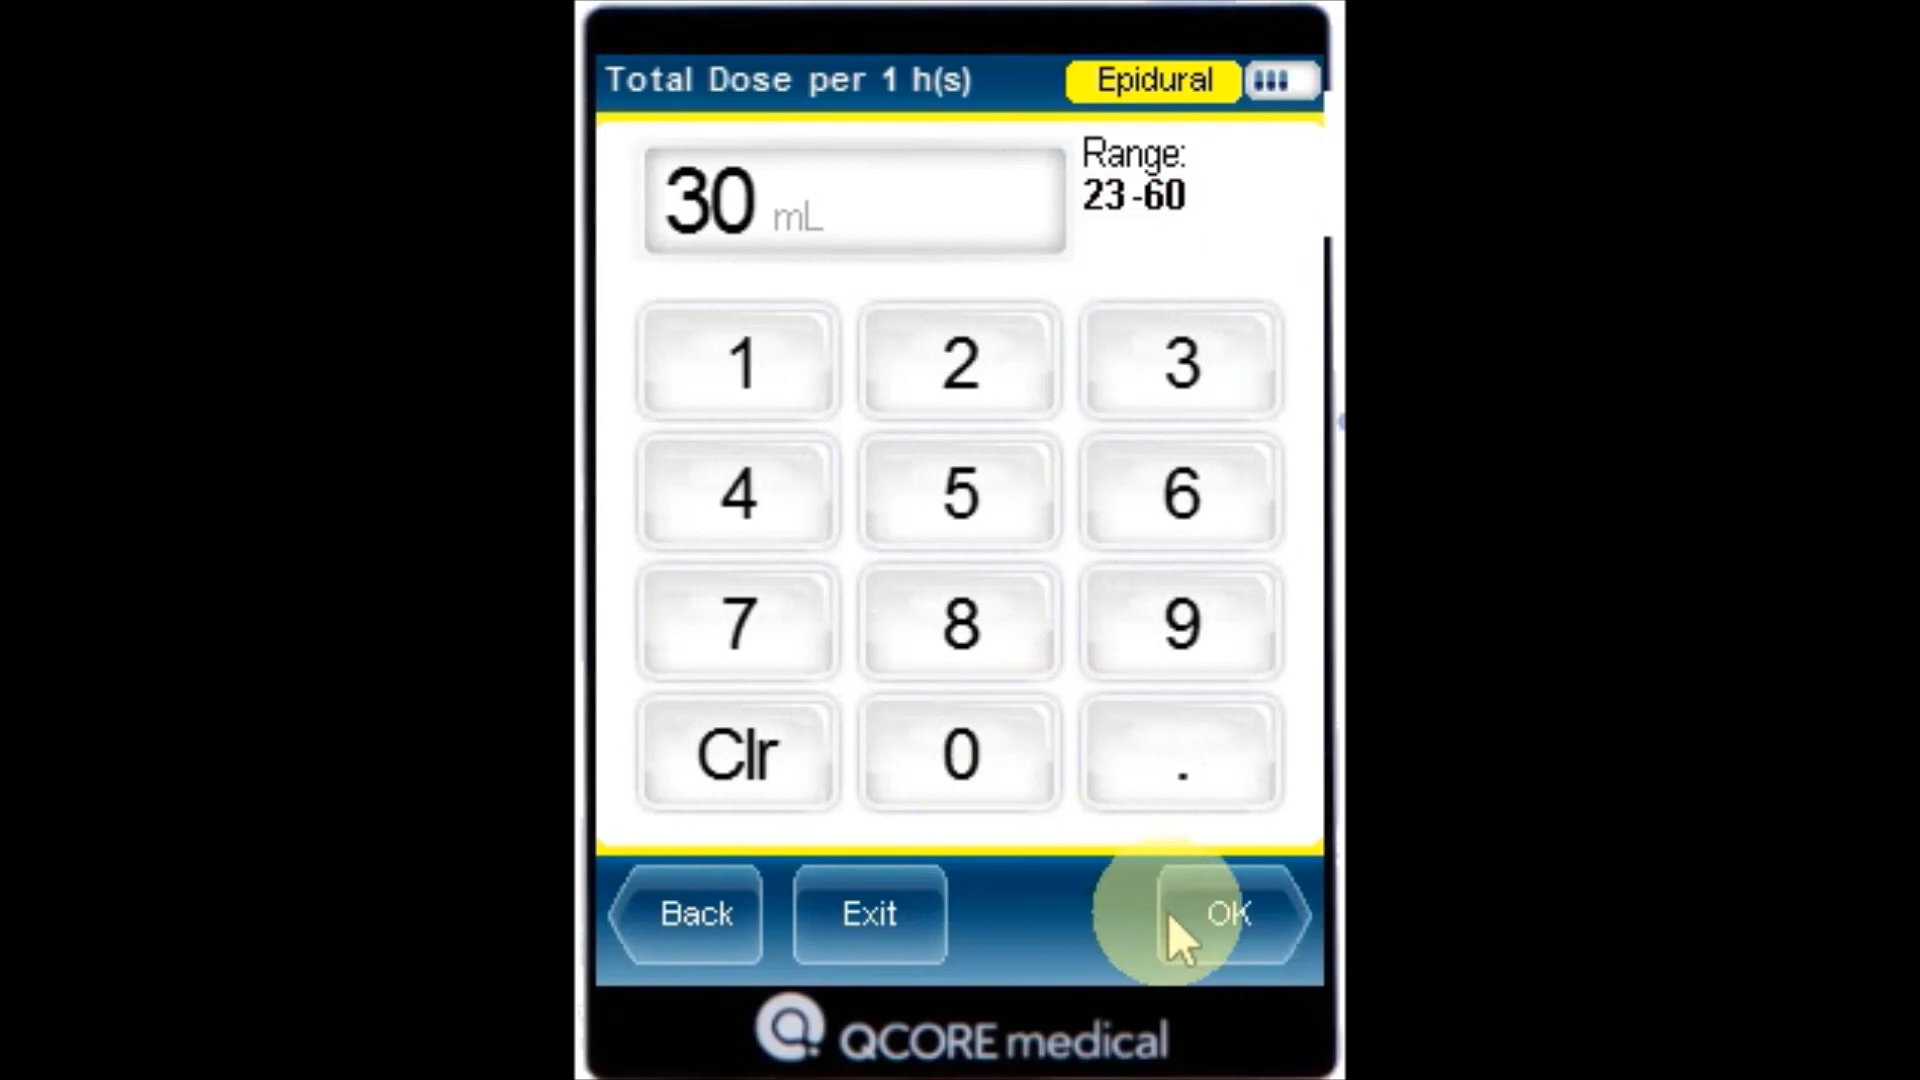 Total Dose per 1 h(s) Epidural
30 mL
Range:
23-60
1 2 3
4 5 6
7 8 9
Clr 0 .
Back Exit OK
QCORE medical